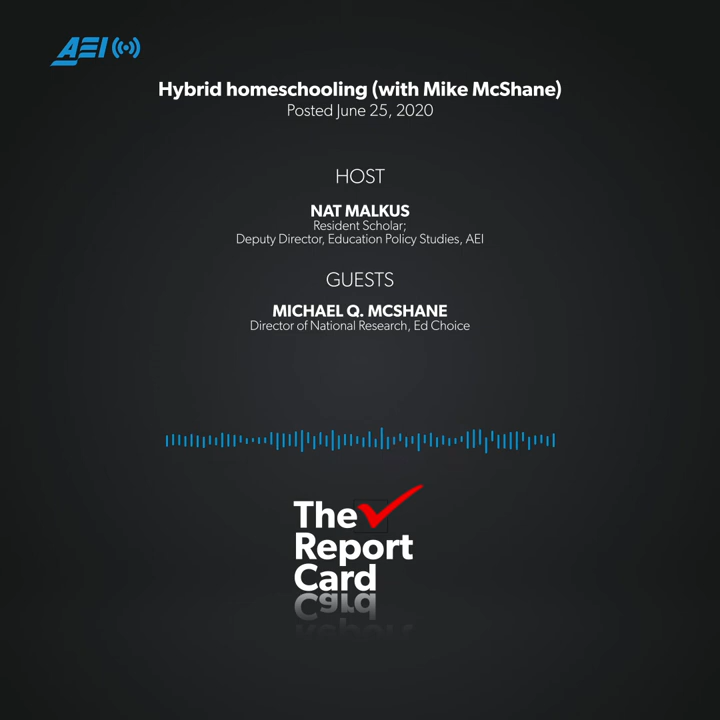 AEI
Hybrid homeschooling (with Mike McShane)
Posted June 25, 2020
HOST
NAT MALKUS
Resident Scholar;
Deputy Director, Education Policy Studies, AEI
GUESTS
MICHAEL Q. MCSHANE
Director of National Research, Ed Choice
The
Report
Card